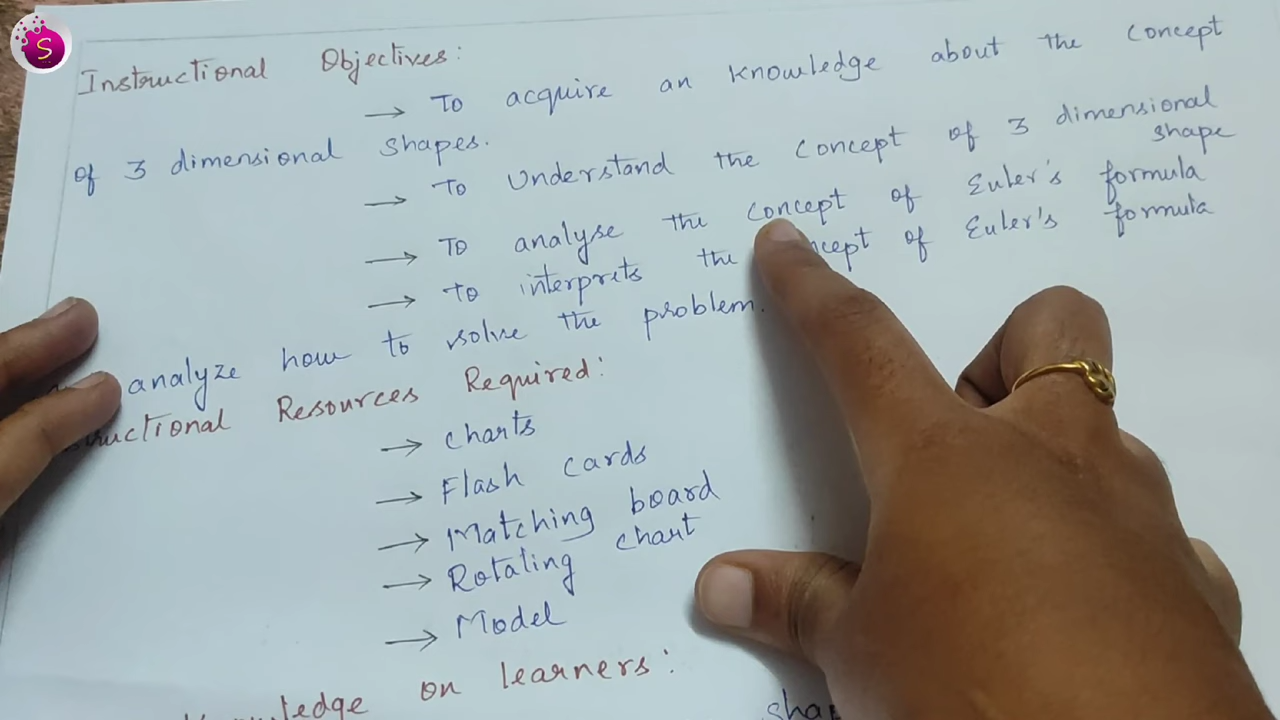 S
Instructional Objectives:
→ To acquire an knowledge about the concept
of 3 dimensional shapes.
→ To understand the concept of 3 dimensional
shape
→ To analyse the concept of Euler's formula
→ To interprets the concept of Euler's formula
analyze how to solve the problem.
Resources Required:
→ charts
→ Flash cards
→ Matching board
→ Rotating chart
→ Model
on learners: